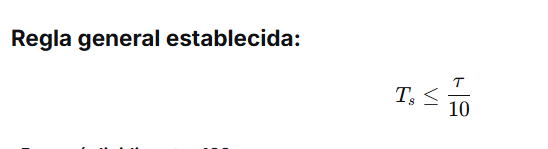 Regla general establecida:
T_s ≤ τ/10